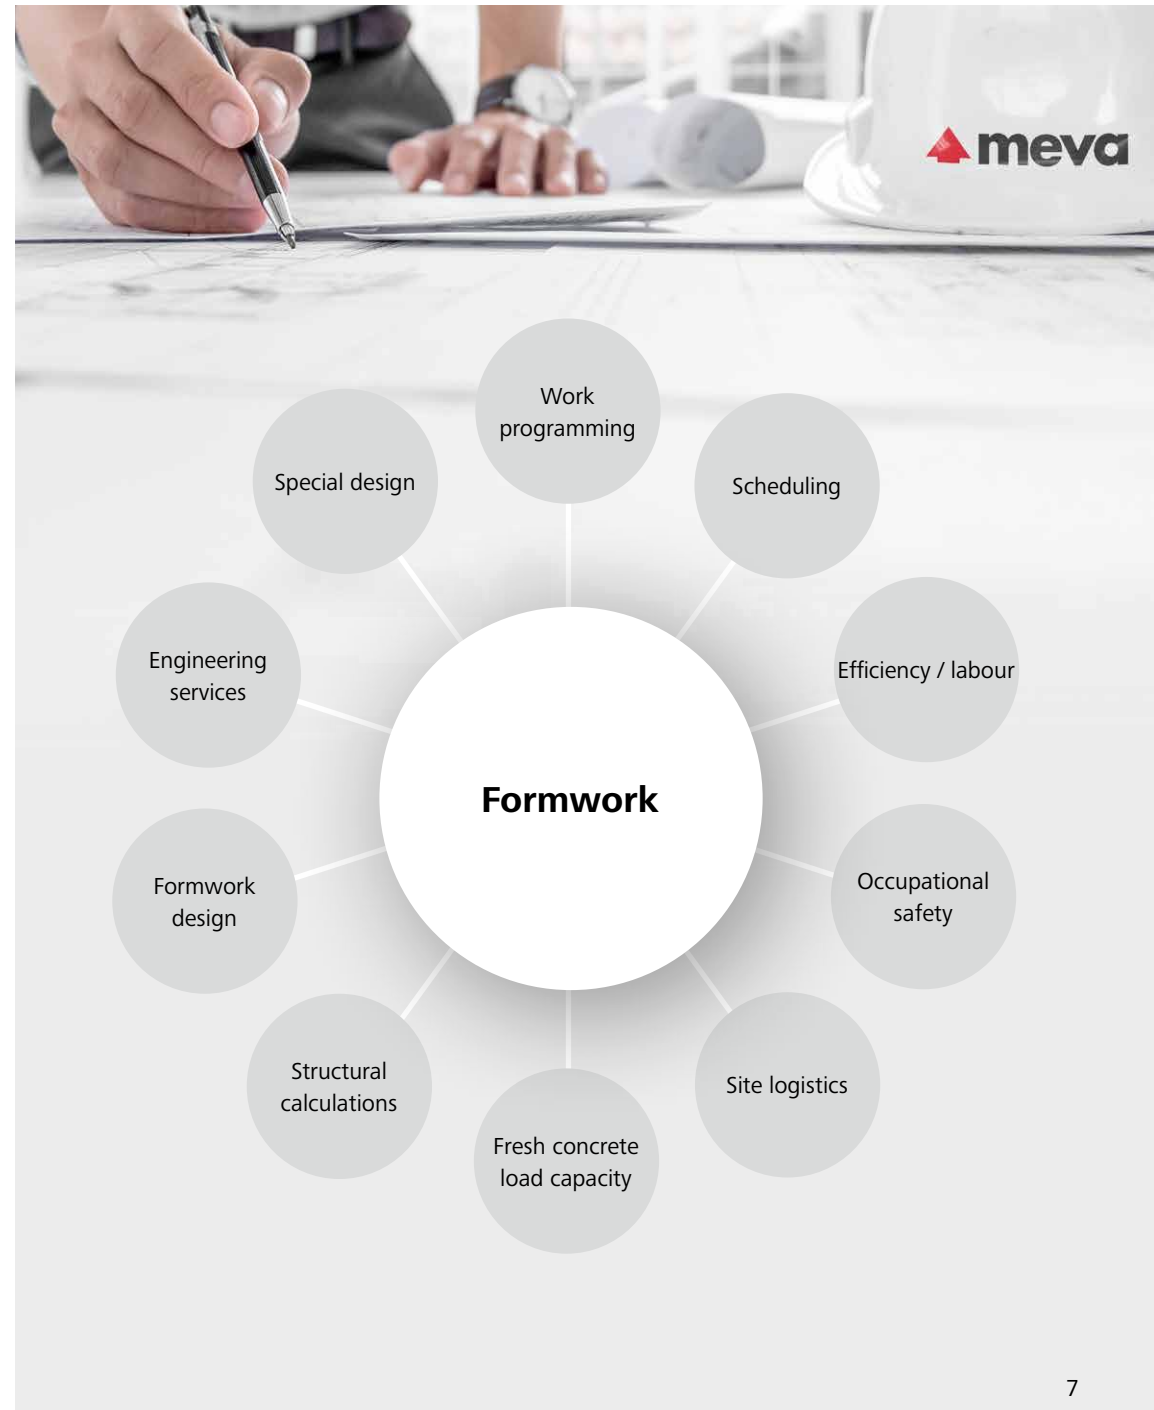 meva
Work
programming
Scheduling
Efficiency / labour
Occupational
safety
Site logistics
Fresh concrete
load capacity
Structural
calculations
Formwork
design
Engineering
services
Special design
Formwork
7